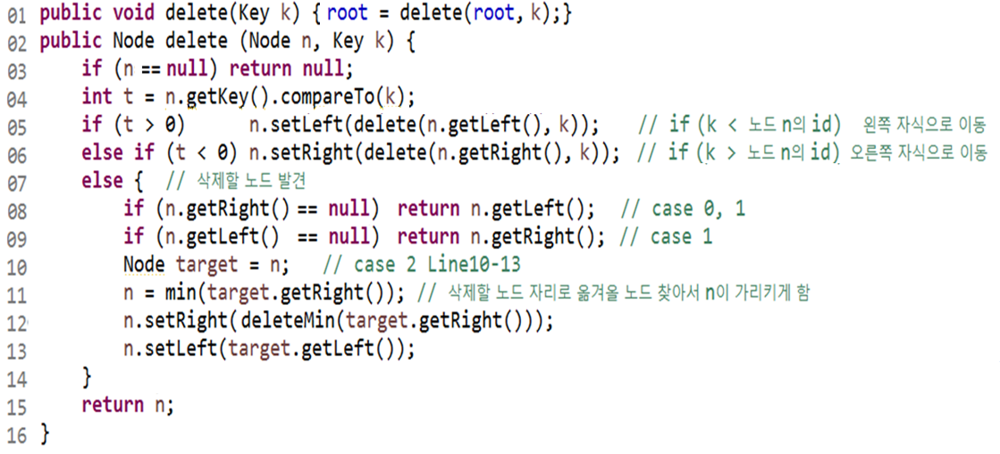 01 public void delete(Key k) {root = delete(root, k);}
02 public Node delete (Node n, Key k) {
03 if (n == null) return null;
04 int t = n.getKey().compareTo(k);
05 if (t > 0) n.setLeft(delete(n.getLeft(), k)); // if (k < 노드 n의 id) 왼쪽 자식으로 이동
06 else if (t < 0) n.setRight(delete(n.getRight(), k)); // if (k > 노드 n의 id) 오른쪽 자식으로 이동
07 else { // 삭제할 노드 발견
08 if (n.getRight() == null) return n.getLeft(); // case 0, 1
09 if (n.getLeft() == null) return n.getRight(); // case 1
10 Node target = n; // case 2 Line10-13
11 n = min(target.getRight()); // 삭제할 노드 자리로 옮겨올 노드 찾아서 n이 가리키게 함
12 n.setRight(deleteMin(target.getRight()));
13 n.setLeft(target.getLeft());
14 }
15 return n;
16 }